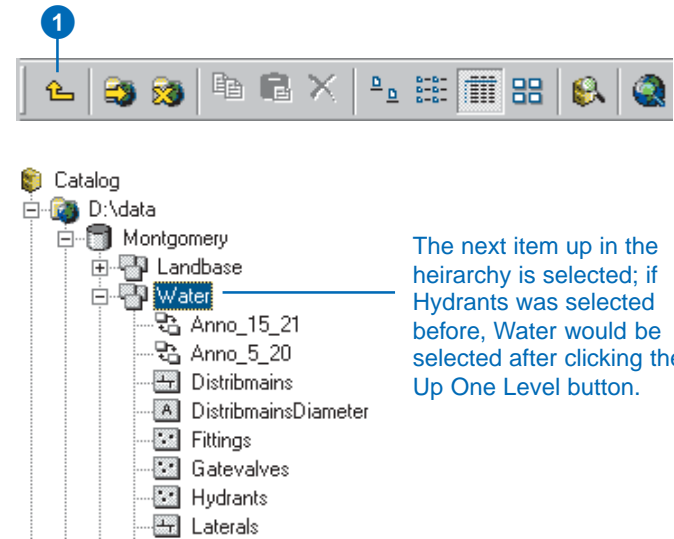 1
Catalog
D:\data
Montgomery
Landbase
Water
Anno_15_21
Anno_5_20
Distribmains
A DistribmainsDiameter
Fittings
Gatevalves
Hydrants
Laterals
The next item up in the
heirarchy is selected; if
Hydrants was selected
before, Water would be
selected after clicking the
Up One Level button.